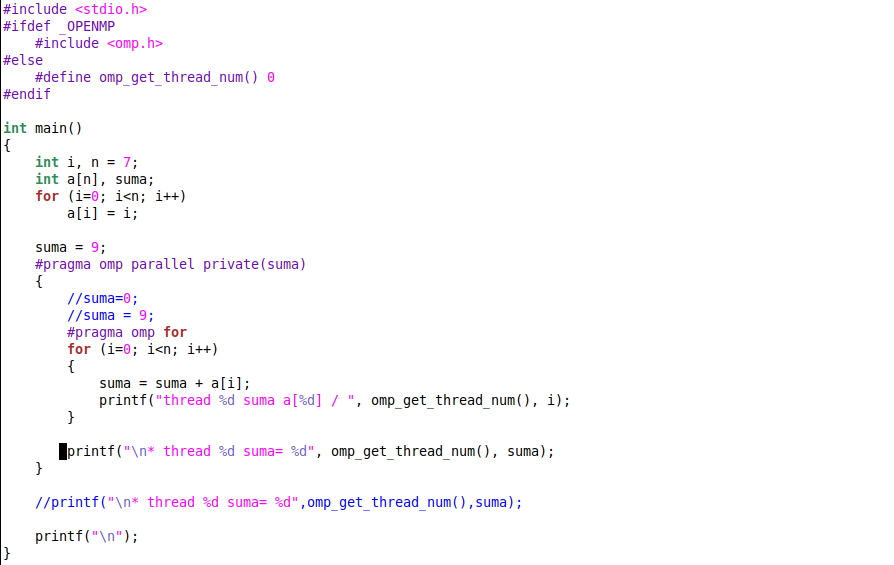 #include <stdio.h>
#ifdef _OPENMP
    #include <omp.h>
#else
    #define omp_get_thread_num() 0
#endif

int main()
{
    int i, n = 7;
    int a[n], suma;
    for (i=0; i<n; i++)
        a[i] = i;

    suma = 9;
    #pragma omp parallel private(suma)
    {
        //suma=0;
        //suma = 9;
        #pragma omp for
        for (i=0; i<n; i++)
        {
            suma = suma + a[i];
            printf("thread %d suma a[%d] / ", omp_get_thread_num(), i);
        }

        printf("\n* thread %d suma= %d", omp_get_thread_num(), suma);
    }

    //printf("\n* thread %d suma= %d",omp_get_thread_num(),suma);

    printf("\n");
}